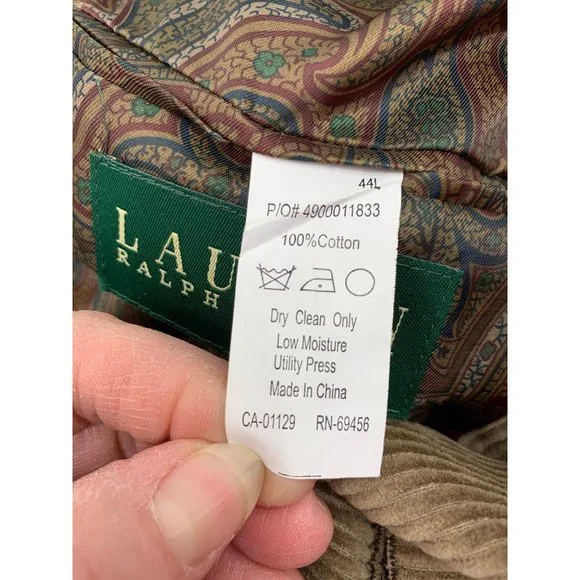 44L
P/O# 4900011833
100%Cotton
Dry Clean Only
Low Moisture
Utility Press
Made In China
CA-01129 RN-69456
LAU
RALPH